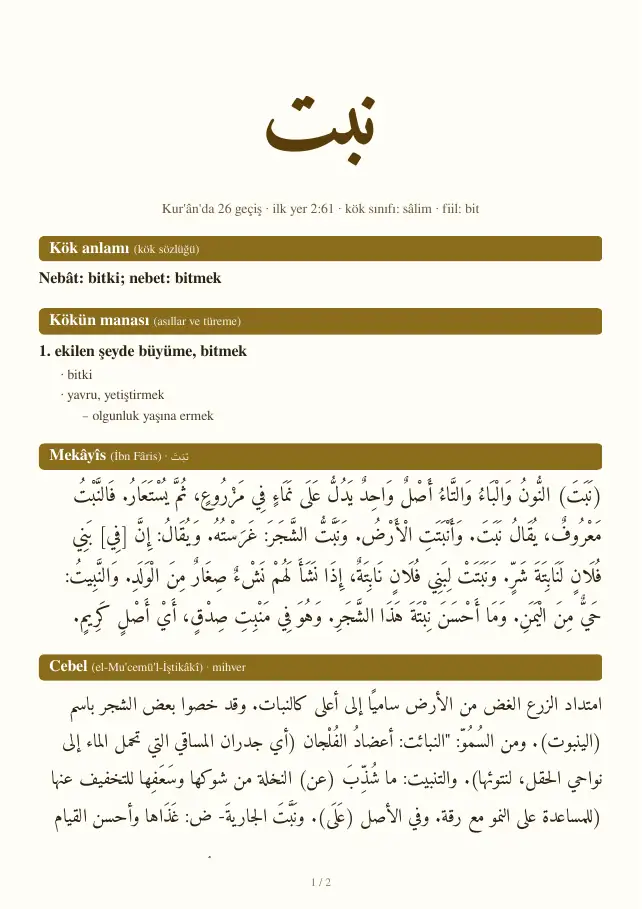 نبت
Kur'ân'da 26 geçiş · ilk yer 2:61 · kök sınıfı: sâlim · fiil: bit
Kök anlamı (kök sözlüğü)
Nebât: bitki; nebet: bitmek
Kökün manası (asıllar ve türeme)
1. ekilen şeyde büyüme, bitmek
· bitki
· yavru, yetiştirmek
– olgunluk yaşına ermek
Mekâyîs (İbn Fâris) · نَبَتَ
(نَبَتَ) النُّونُ وَالْبَاءُ وَالتَّاءُ أَصْلٌ وَاحِدٌ يَدُلُّ عَلَى نَمَاءٍ فِي مَزْرُوعٍ، ثُمَّ يُسْتَعَارُ. فَالنَّبْتُ
مَعْرُوفٌ، يُقَالُ نَبَتَ. وَأَنْبَتَتِ الْأَرْضُ. وَنَبَّتُّ الشَّجَرَ: غَرَسْتُهُ. وَيُقَالُ: إِنَّ [فِي] بَنِي
فُلَانٍ لَنَابِتَةَ شَرٍّ. وَنَبَتَتْ لِبَنِي فُلَانٍ نَابِتَةٌ، إِذَا نَشَأَ لَهُمْ نَشْءٌ صِغَارٌ مِنَ الْوَلَدِ. وَالنَّبِيتُ:
حَيٌّ مِنَ الْيَمَنِ. وَمَا أَحْسَنَ نِبْتَةَ هَذَا الشَّجَرِ. وَهُوَ فِي مَنْبِتِ صِدْقٍ، أَيْ أَصْلٍ كَرِيمٍ.
Cebel (el-Mu'cemü'l-İştikâkî) · mihver
امتداد الزرع الغض من الأرض ساميًا إلى أعلى كالنبات. وقد خصوا بعض الشجر باسم
(الينبوت). ومن السُمُوّ: "النبائت: أعضادُ الفُلْجان (أي جدران المساقي التي تحمل الماء إلى
نواحي الحقل، لنتوئها). والتنبيت: ما شُذِّبَ (عن) النخلة من شوكها وسَعَفِها للتخفيف عنها
(للمساعدة على النمو مع رقة. وفي الأصل (عَلَى). ونَبَّتَ الجاريةَ- ض: غَذَاها وأحسن القيام
1 / 2